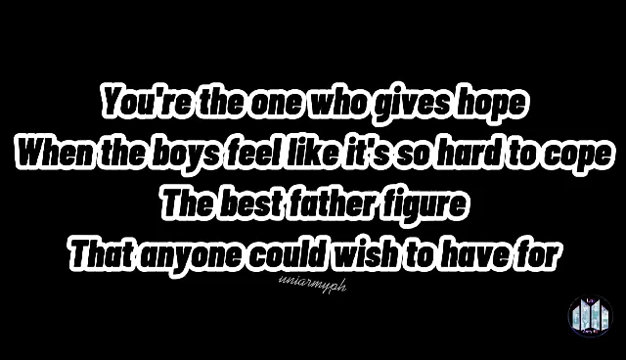 You're the one who gives hope
When the boys feel like it's so hard to cope
The best father figure
That anyone could wish to have for
uniarmyph